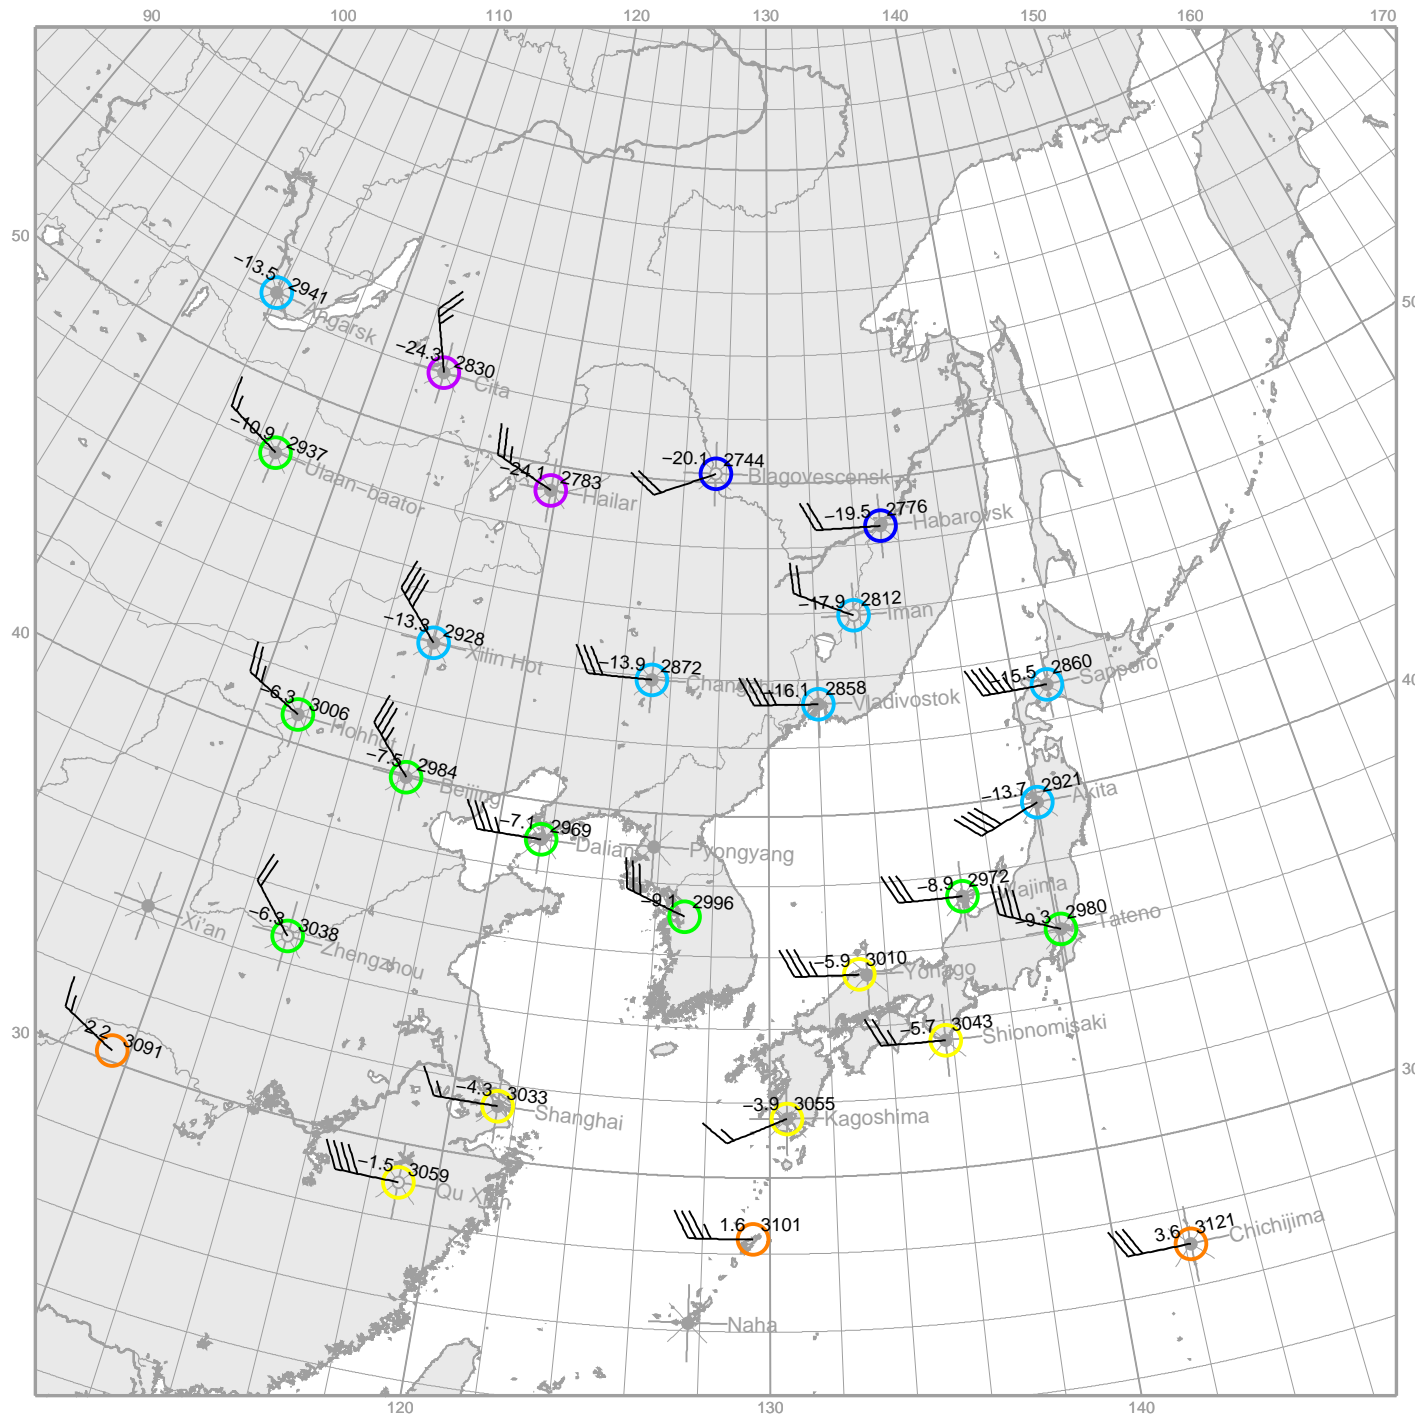 90 100 110 120 130 140 150 160 170
50
−13.5 2941
Angarsk
50
−24.3 2830
Cita
−10.9 2937
Ulaan−baator
−24.1 2783
Hailar
−20.1 2744
Blagovescensk
−19.5 2776
Habarovsk
−17.9 2812
Iman
40
−13.3 2928
Xilin Hot
−13.9 2872
−16.1 2858
Vladivostok
−15.5 2860
Sapporo
40
−6.3 3006
Hohhot
−7.5 2984
Beijing
−13.7 2921
Akita
−7.1 2969
Dalian
Pyongyang
−8.9 2972
Wajima
−9.1 2996
−9.3 2980
Tateno
Xi'an
−6.3 3038
Zhengzhou
−5.9 3010
Yonago
30
2.2 3091
−5.7 3043
Shionomisaki
30
−4.3 3033
Shanghai
−3.9 3055
Kagoshima
−1.5 3059
Qu Xian
1.6 3101
3.6 3121
Chichijima
Naha
120 130 140